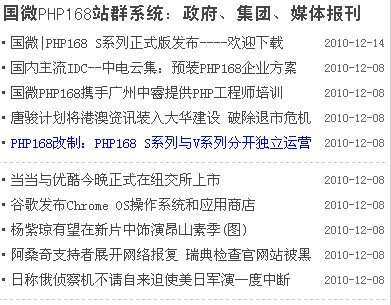 国微PHP168站群系统：政府、集团、媒体报刊
· 国微|PHP168 S系列正式版发布----欢迎下载 2010-12-14
· 国内主流IDC--中电云集：预装PHP168企业方案 2010-12-08
· 国微PHP168携手广州中睿提供PHP工程师培训 2010-12-08
· 唐骏计划将港澳资讯装入大华建设 破除退市危机 2010-12-08
· PHP168改制：PHP168 S系列与V系列分开独立运营 2010-12-08
· 当当与优酷今晚正式在纽交所上市 2010-12-08
· 谷歌发布Chrome OS操作系统和应用商店 2010-12-08
· 杨紫琼有望在新片中饰演昂山素季(图) 2010-12-08
· 阿桑奇支持者展开网络报复 瑞典检查官网站被黑 2010-12-08
· 日称俄侦察机不请自来迫使美日军演一度中断 2010-12-08